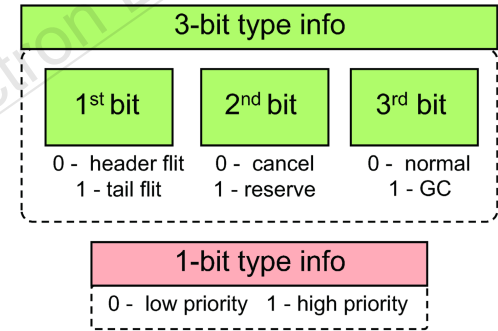 3-bit type info
1st bit 2nd bit 3rd bit
0 - header flit 0 - cancel 0 - normal
1 - tail flit 1 - reserve 1 - GC
1-bit type info
0 - low priority 1 - high priority